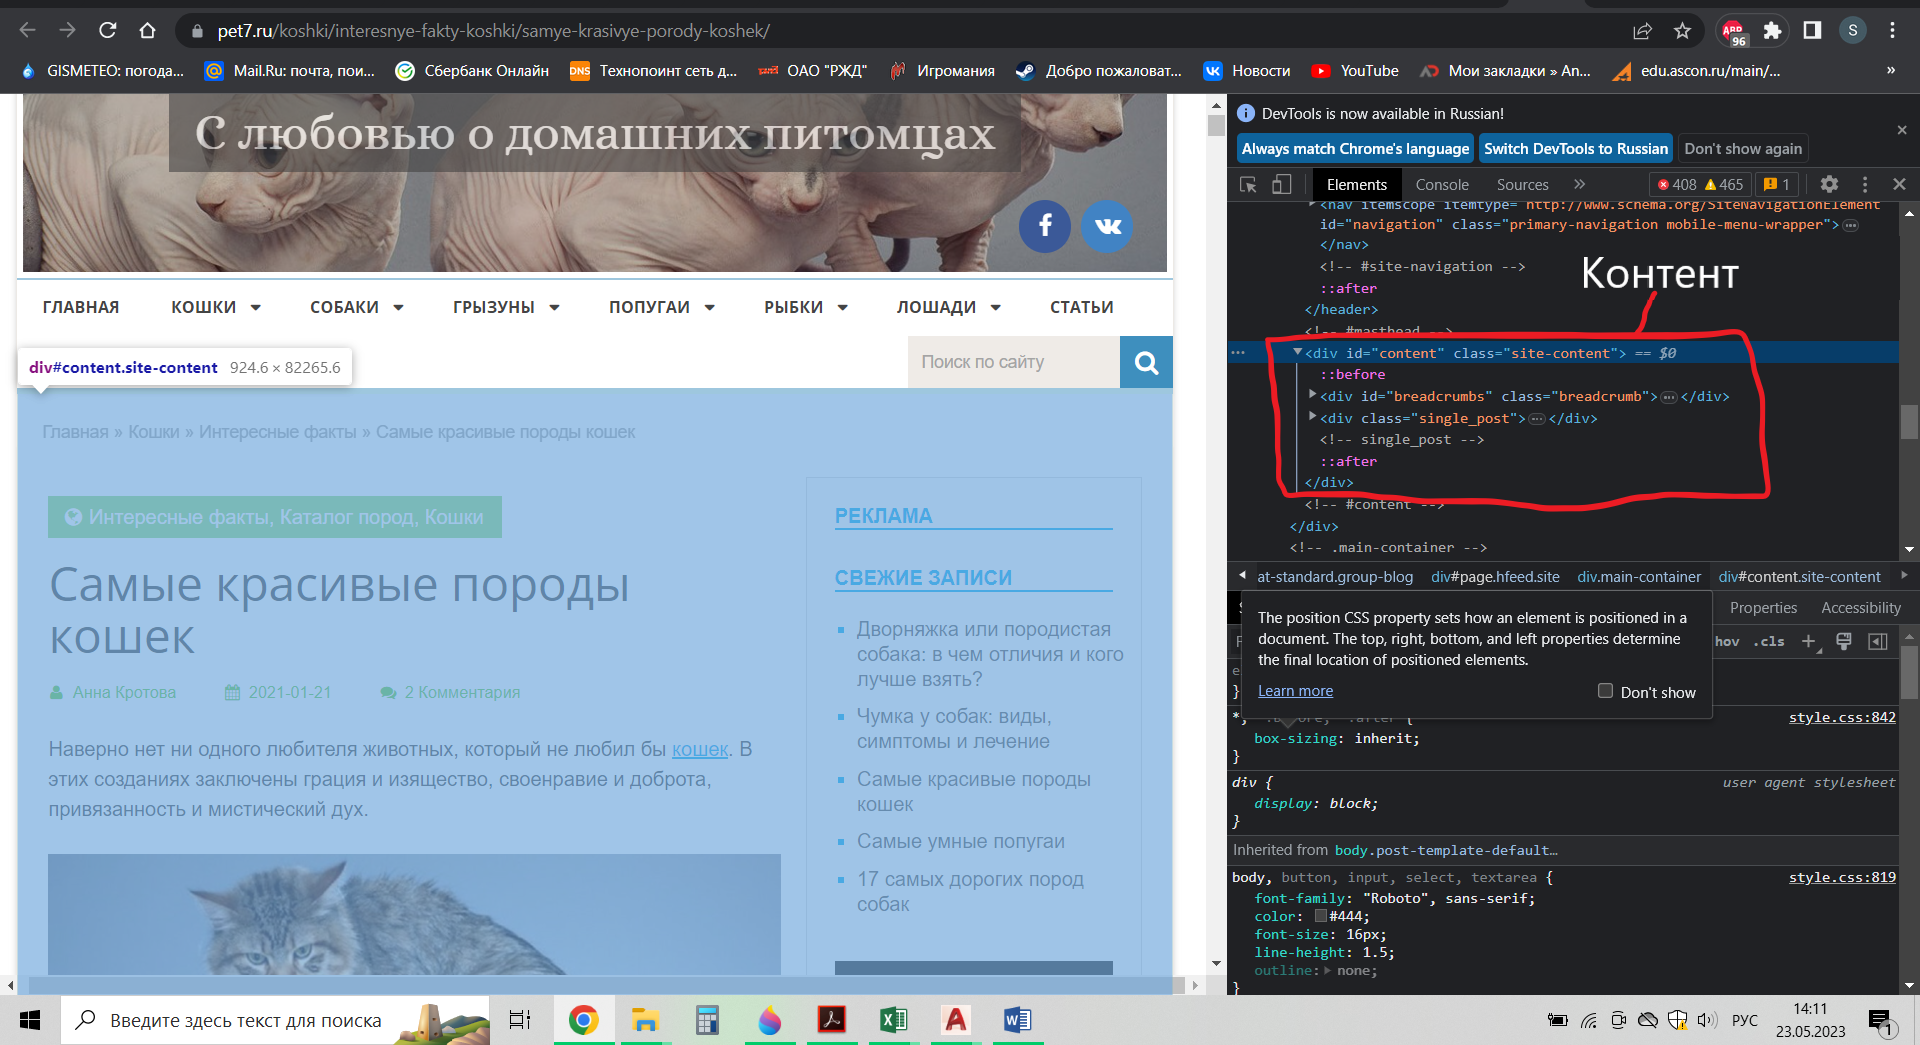 pet7.ru/koshki/interesnye-fakty-koshki/samye-krasivye-porody-koshek/
ABP
96
S
GISMETEO: погода...
Mail.Ru: почта, пои...
Сбербанк Онлайн
DNS Технопоинт сеть д...
ОАО "РЖД"
Игромания
Добро пожаловат...
Новости
YouTube
Мои закладки » An...
edu.ascon.ru/main/...
»
С любовью о домашних питомцах
ГЛАВНАЯ КОШКИ СОБАКИ ГРЫЗУНЫ ПОПУГАИ РЫБКИ ЛОШАДИ СТАТЬИ
Поиск по сайту
div#content.site-content 924.6 × 82265.6
Главная » Кошки » Интересные факты » Самые красивые породы кошек
Интересные факты, Каталог пород, Кошки
Самые красивые породы
кошек
Анна Кротова 2021-01-21 2 Комментария
Наверно нет ни одного любителя животных, который не любил бы кошек. В
этих созданиях заключены грация и изящество, своенравие и доброта,
привязанность и мистический дух.
РЕКЛАМА
СВЕЖИЕ ЗАПИСИ
Дворняжка или породистая
собака: в чем отличия и кого
лучше взять?
Чумка у собак: виды,
симптомы и лечение
Самые красивые породы
кошек
Самые умные попугаи
17 самых дорогих пород
собак
DevTools is now available in Russian!
Always match Chrome's language Switch DevTools to Russian Don't show again
Elements Console Sources » 408 465 1
<nav itemscope itemtype="http://www.schema.org/SiteNavigationElement"
id="navigation" class="primary-navigation mobile-menu-wrapper">
</nav>
<!-- #site-navigation -->
::after
</header>
<!-- #masthead -->
Контент
<div id="content" class="site-content"> == $0
::before
<div id="breadcrumbs" class="breadcrumb"> </div>
<div class="single_post"> </div>
<!-- single_post -->
::after
</div>
<!-- #content -->
</div>
<!-- .main-container -->
at-standard.group-blog div#page.hfeed.site div.main-container div#content.site-content
Properties Accessibility
The position CSS property sets how an element is positioned in a
document. The top, right, bottom, and left properties determine
the final location of positioned elements.
Learn more Don't show
hov .cls +
}
style.css:842
box-sizing: inherit;
}
div { user agent stylesheet
display: block;
}
Inherited from body.post-template-default…
body, button, input, select, textarea { style.css:819
font-family: "Roboto", sans-serif;
color: #444;
font-size: 16px;
line-height: 1.5;
outline: none;
}
Введите здесь текст для поиска
РУС
14:11
23.05.2023
1